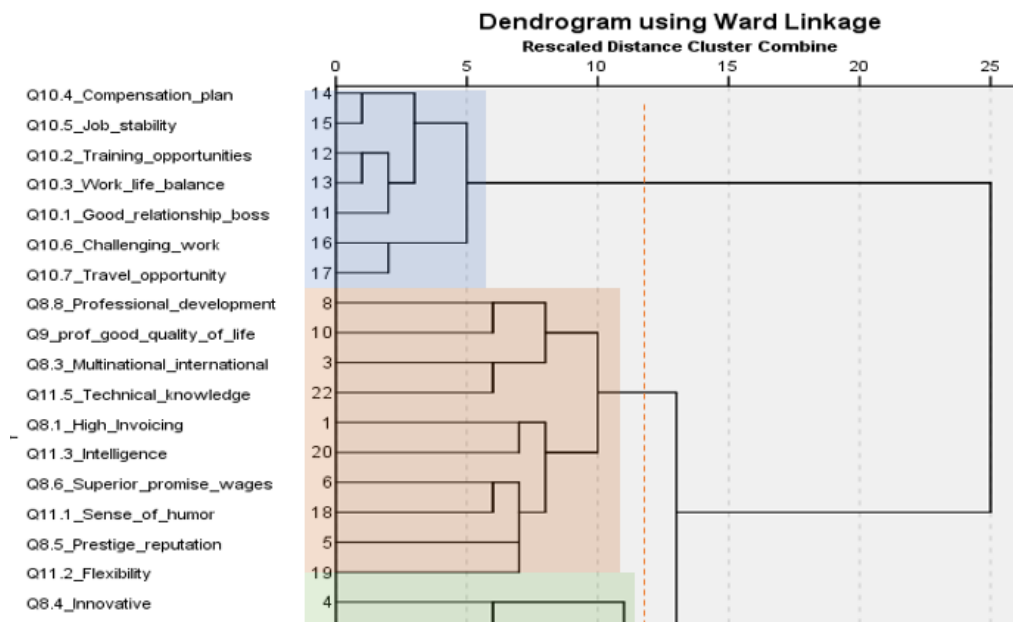 Dendrogram using Ward Linkage
Rescaled Distance Cluster Combine
0 5 10 15 20 25
Q10.4_Compensation_plan 14
Q10.5_Job_stability 15
Q10.2_Training_opportunities 12
Q10.3_Work_life_balance 13
Q10.1_Good_relationship_boss 11
Q10.6_Challenging_work 16
Q10.7_Travel_opportunity 17
Q8.8_Professional_development 8
Q9_prof_good_quality_of_life 10
Q8.3_Multinational_international 3
Q11.5_Technical_knowledge 22
Q8.1_High_Invoicing 1
Q11.3_Intelligence 20
Q8.6_Superior_promise_wages 6
Q11.1_Sense_of_humor 18
Q8.5_Prestige_reputation 5
Q11.2_Flexibility 19
Q8.4_Innovative 4